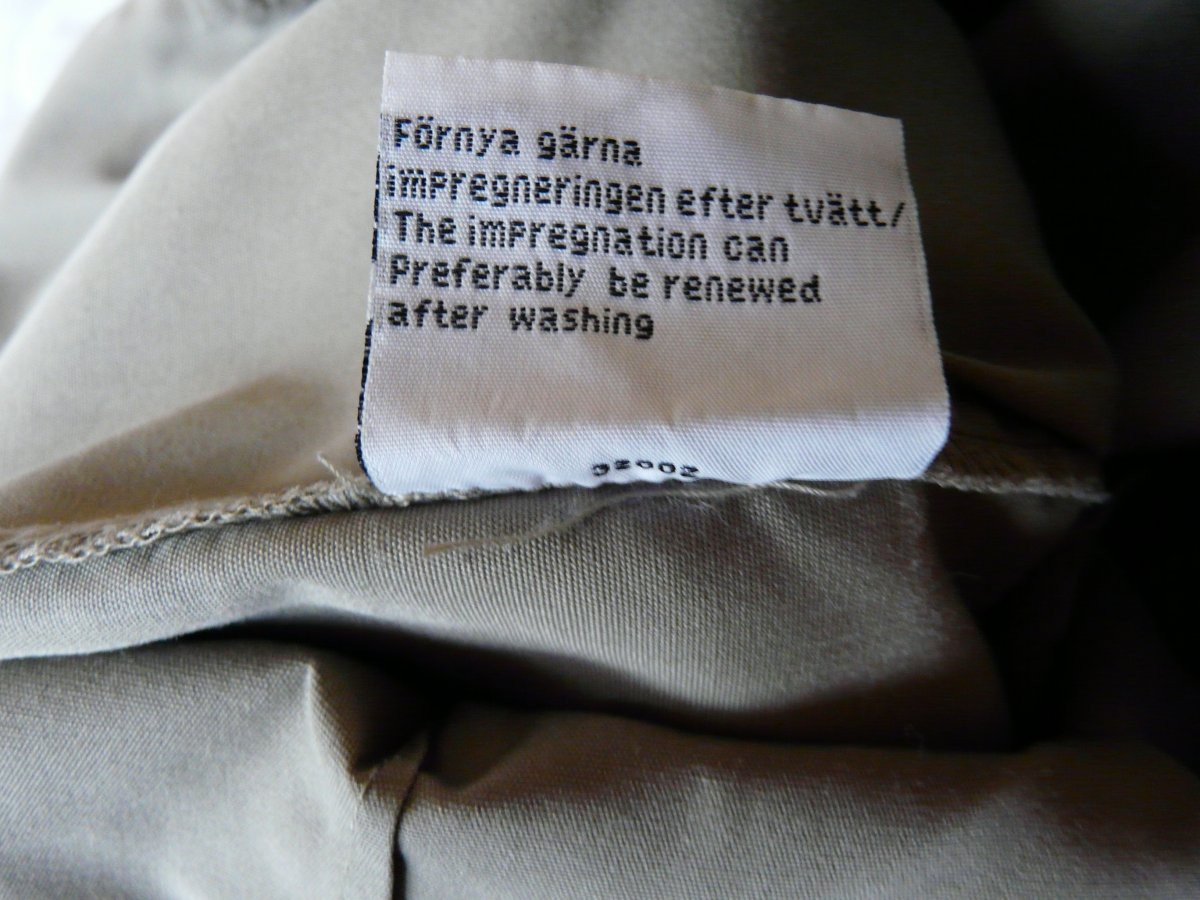 Förnya gärna
impregneringen efter tvätt/
The impregnation can
Preferably be renewed
after washing